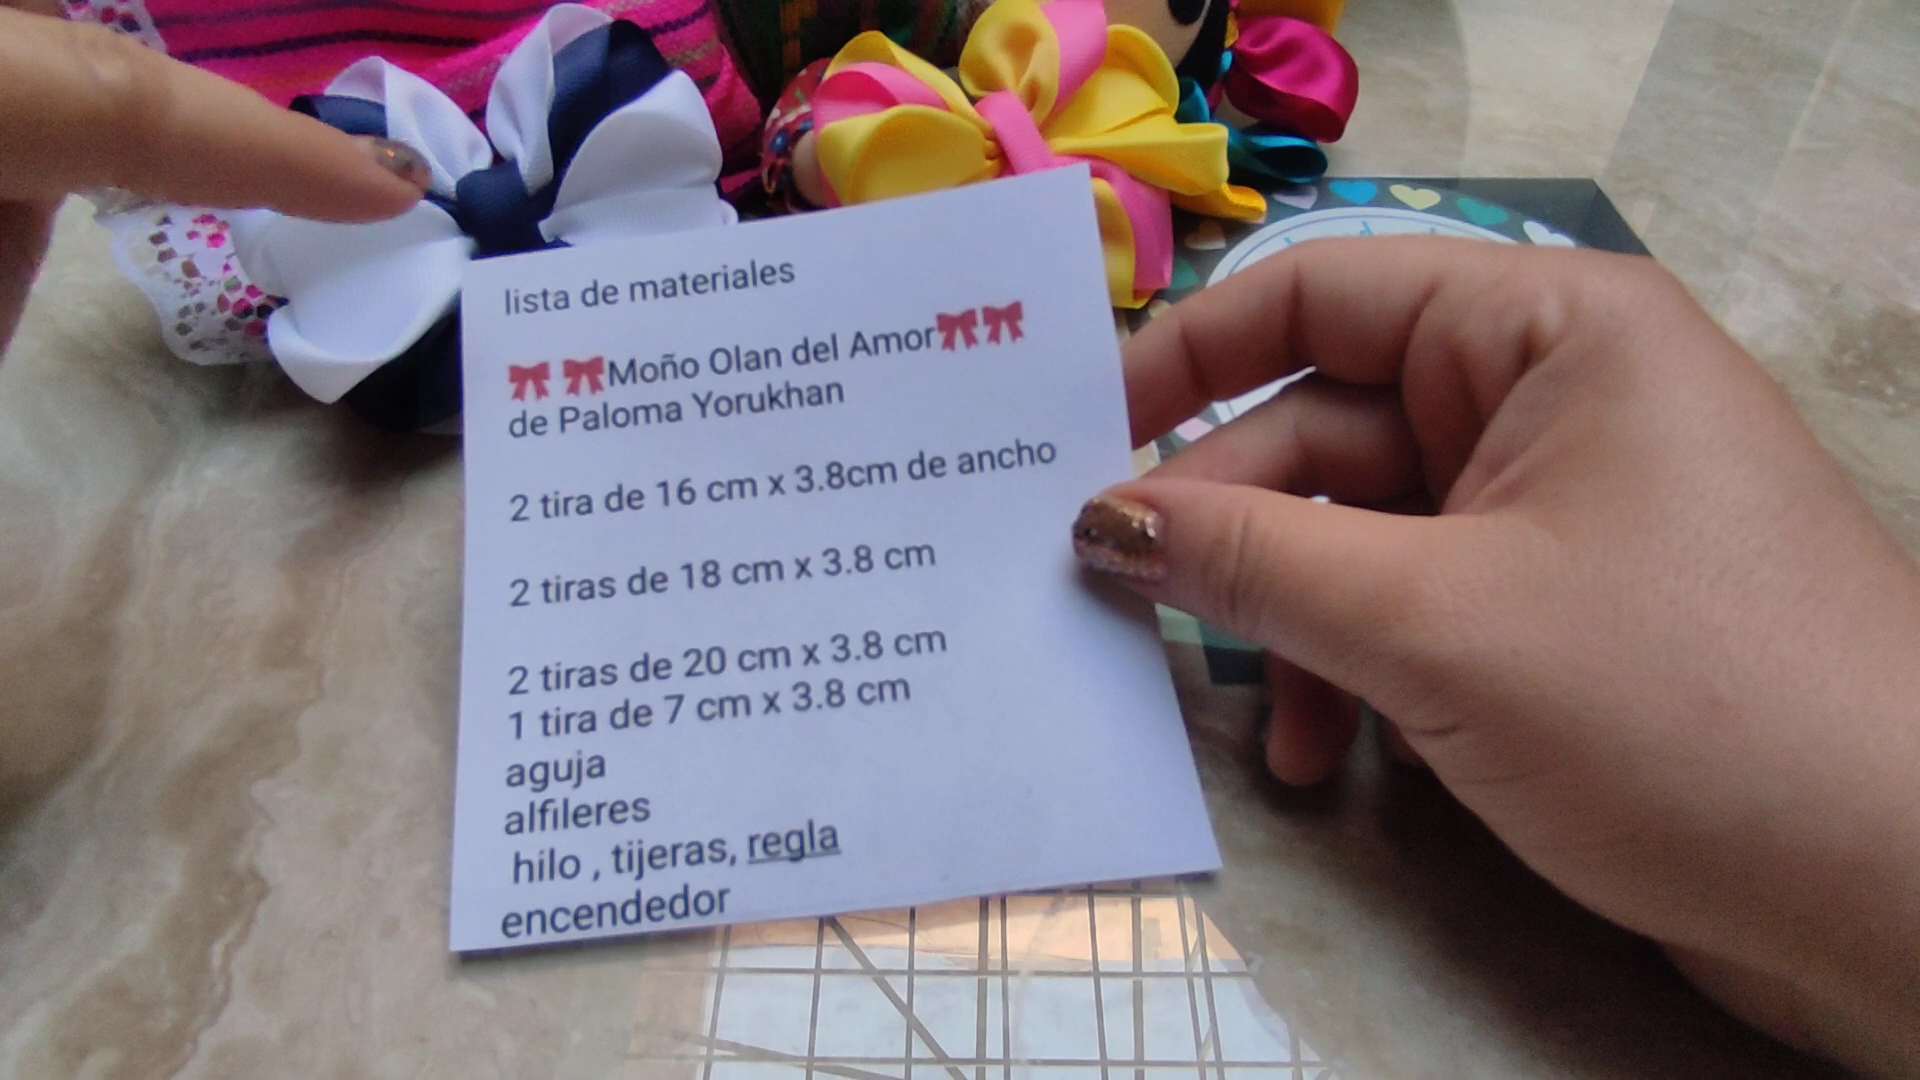 lista de materiales
🎀 🎀Moño Olan del Amor🎀🎀
de Paloma Yorukhan
2 tira de 16 cm x 3.8cm de ancho
2 tiras de 18 cm x 3.8 cm
2 tiras de 20 cm x 3.8 cm
1 tira de 7 cm x 3.8 cm
aguja
alfileres
hilo , tijeras, regla
encendedor